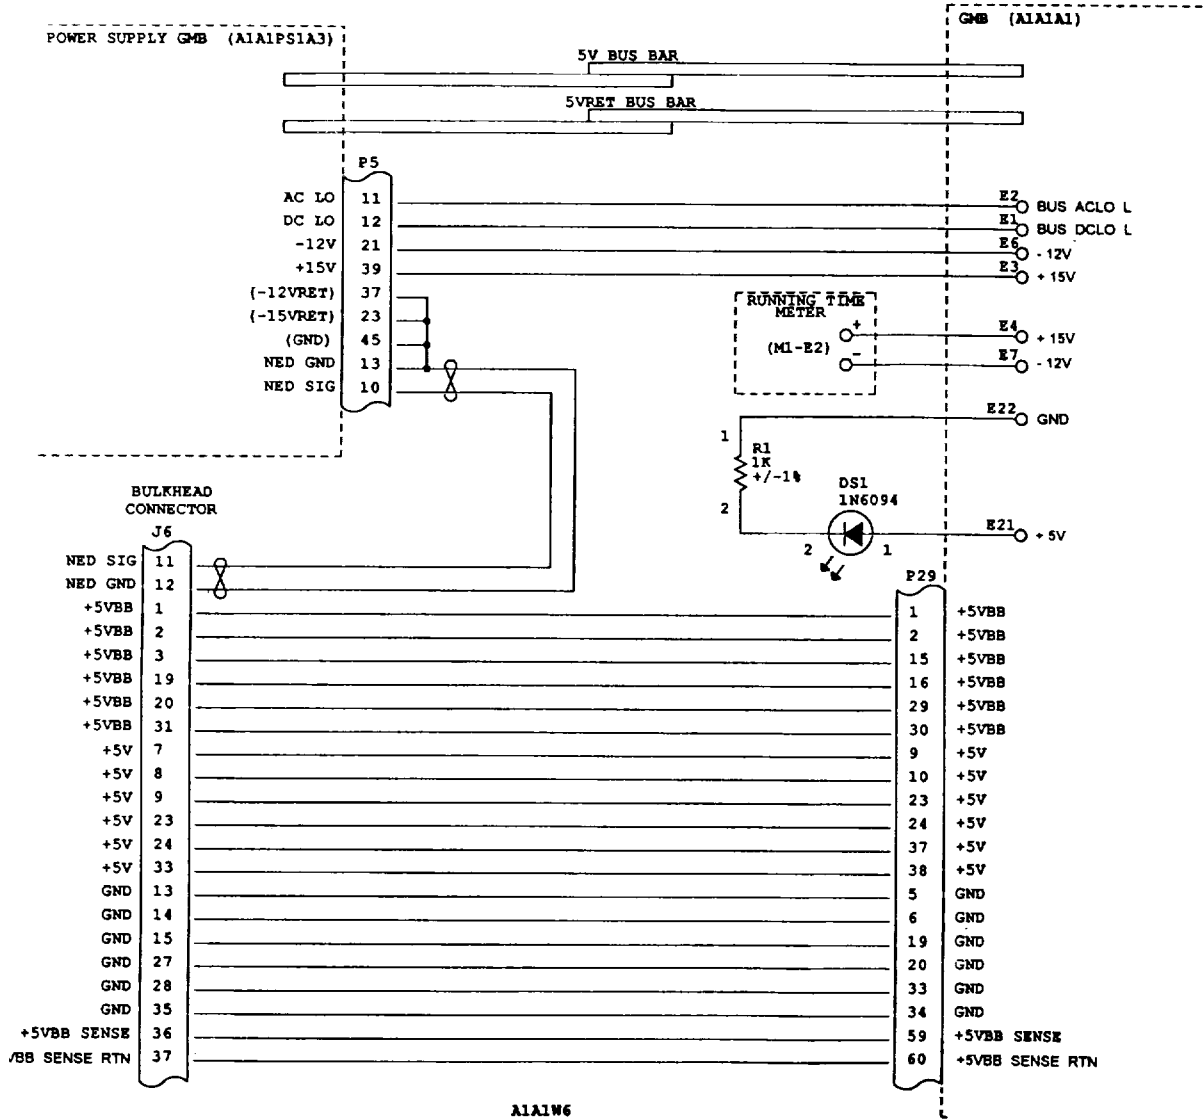 POWER SUPPLY GMB (A1A1PS1A3)
GMB (A1A1A1)
5V BUS BAR
5VRET BUS BAR
P5
AC LO 11
DC LO 12
-12V 21
+15V 39
(-12VRET) 37
(-15VRET) 23
(GND) 45
NED GND 13
NED SIG 10
E2 BUS ACLO L
E1 BUS DCLO L
E6 - 12V
E3 + 15V
RUNNING TIME
METER
(M1-E2)
+
-
E4 + 15V
E7 - 12V
E22 GND
1
R1
1K
+/-1%
2
DS1
1N6094
2
1
E21 + 5V
BULKHEAD
CONNECTOR
J6
NED SIG 11
NED GND 12
+5VBB 1
+5VBB 2
+5VBB 3
+5VBB 19
+5VBB 20
+5VBB 31
+5V 7
+5V 8
+5V 9
+5V 23
+5V 24
+5V 33
GND 13
GND 14
GND 15
GND 27
GND 28
GND 35
+5VBB SENSE 36
VBB SENSE RTN 37
P29
1 +5VBB
2 +5VBB
15 +5VBB
16 +5VBB
29 +5VBB
30 +5VBB
9 +5V
10 +5V
23 +5V
24 +5V
37 +5V
38 +5V
5 GND
6 GND
19 GND
20 GND
33 GND
34 GND
59 +5VBB SENSE
60 +5VBB SENSE RTN
A1A1W6